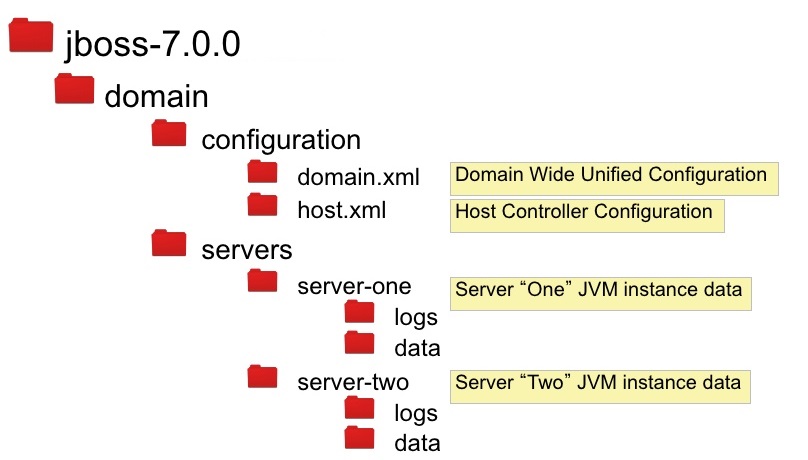 jboss-7.0.0
domain
configuration
domain.xml Domain Wide Unified Configuration
host.xml Host Controller Configuration
servers
server-one Server “One” JVM instance data
logs
data
server-two Server “Two” JVM instance data
logs
data